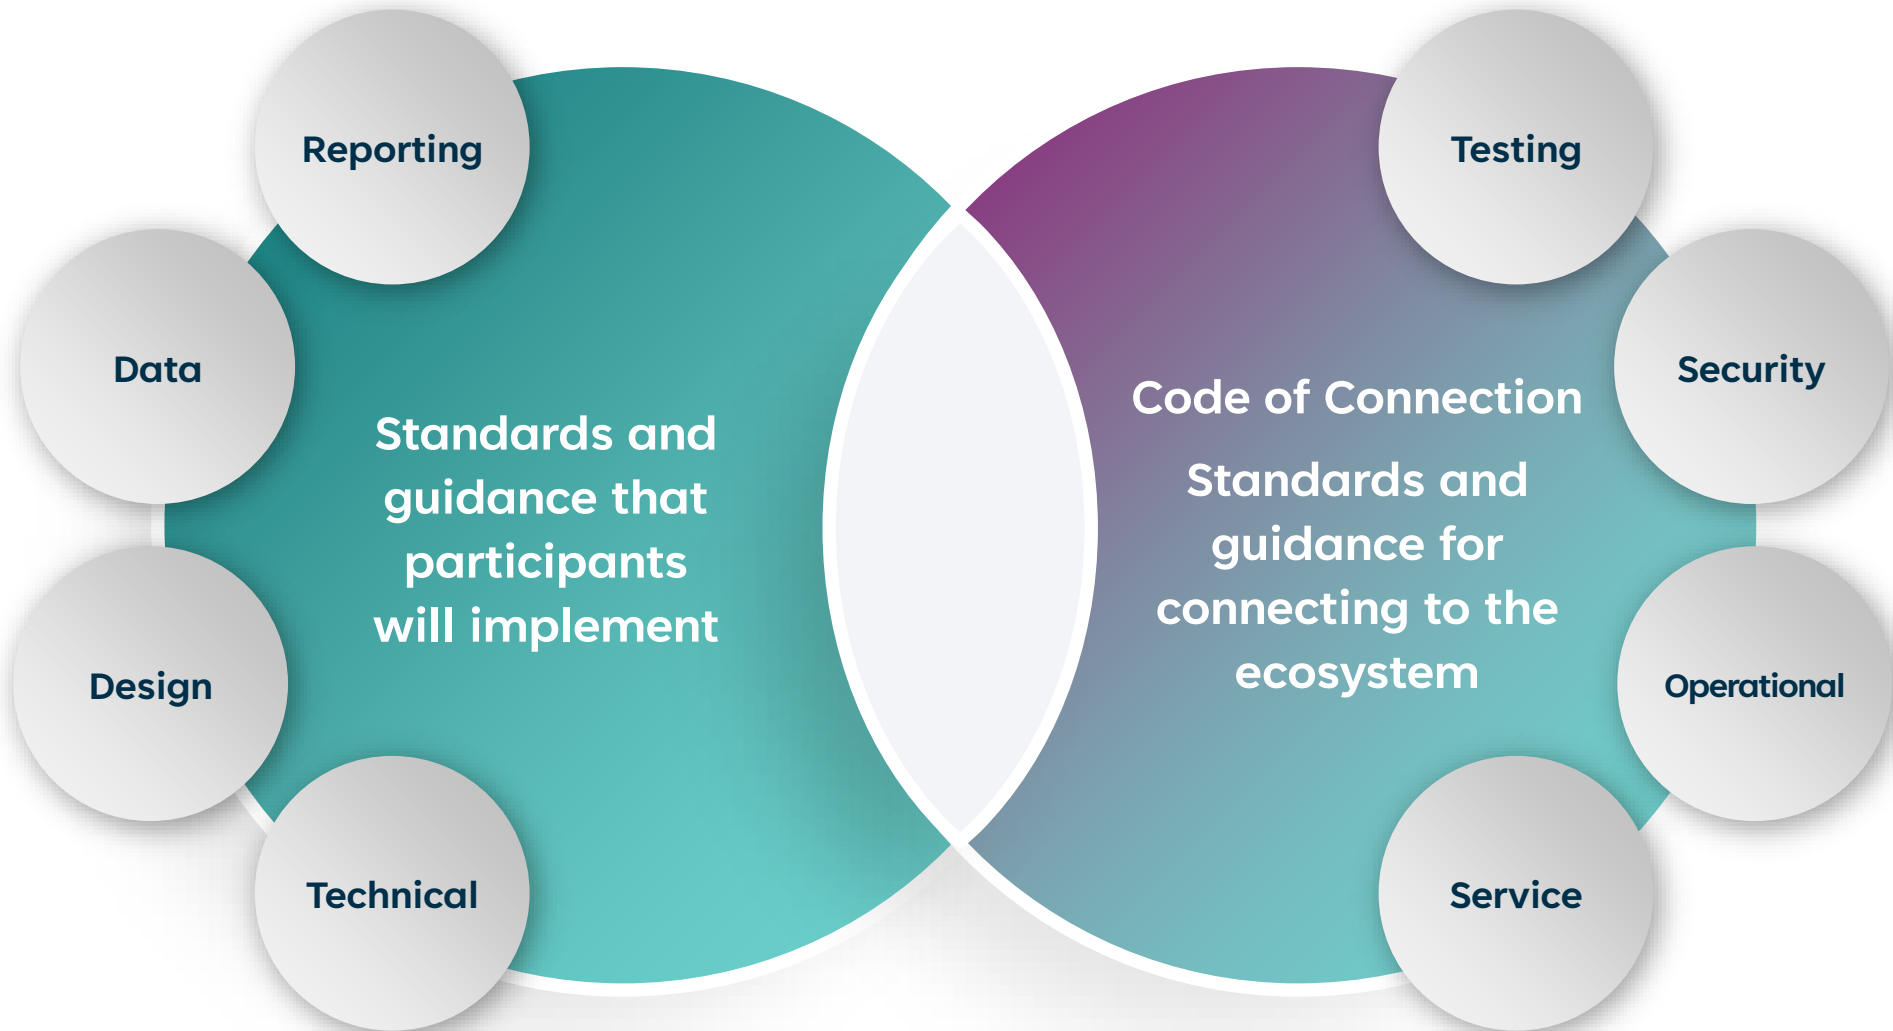 Reporting
Data
Design
Technical
Standards and
guidance that
participants
will implement
Code of Connection
Standards and
guidance for
connecting to the
ecosystem
Testing
Security
Operational
Service